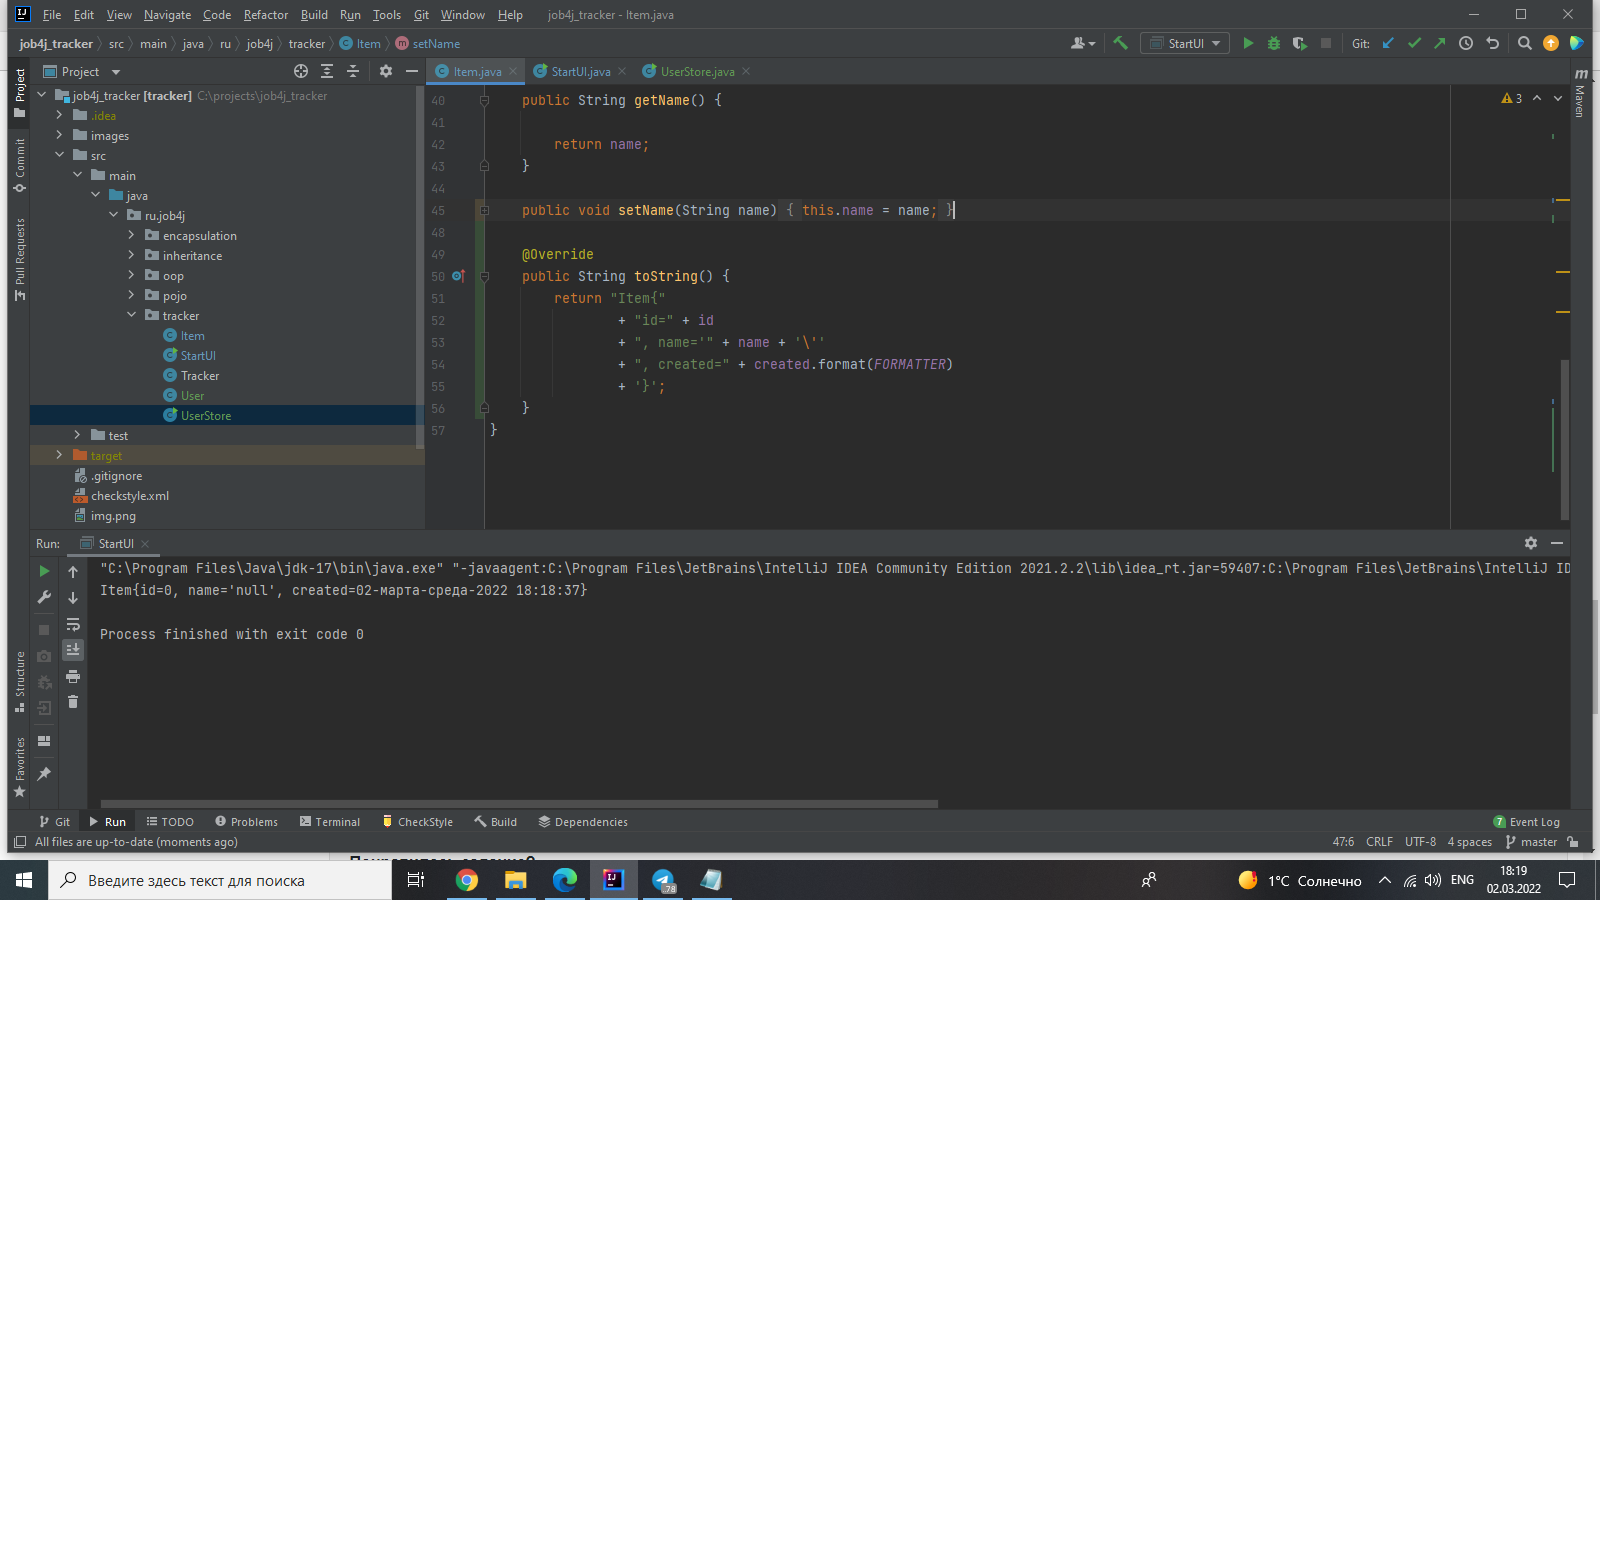 File Edit View Navigate Code Refactor Build Run Tools Git Window Help job4j_tracker - Item.java
job4j_tracker src main java ru job4j tracker Item setName StartUI Git:
Project
Item.java StartUI.java UserStore.java
Project
Commit
Pull Requests
Structure
Favorites
Maven
job4j_tracker [tracker] C:\projects\job4j_tracker
.idea
images
src
main
java
ru.job4j
encapsulation
inheritance
oop
pojo
tracker
Item
StartUI
Tracker
User
UserStore
test
target
.gitignore
checkstyle.xml
img.png
3
40 public String getName() {
41
42 return name;
43 }
44
45 public void setName(String name) { this.name = name; }
48
49 @Override
50 public String toString() {
51 return "Item{"
52 + "id=" + id
53 + ", name='" + name + '\''
54 + ", created=" + created.format(FORMATTER)
55 + '}';
56 }
57 }
Run: StartUI
"C:\Program Files\Java\jdk-17\bin\java.exe" "-javaagent:C:\Program Files\JetBrains\IntelliJ IDEA Community Edition 2021.2.2\lib\idea_rt.jar=59407:C:\Program Files\JetBrains\IntelliJ ID
Item{id=0, name='null', created=02-марта-среда-2022 18:18:37}
Process finished with exit code 0
Git Run TODO Problems Terminal CheckStyle Build Dependencies 7 Event Log
All files are up-to-date (moments ago) 47:6 CRLF UTF-8 4 spaces master
Введите здесь текст для поиска 78 1°C Солнечно ENG 18:19
02.03.2022